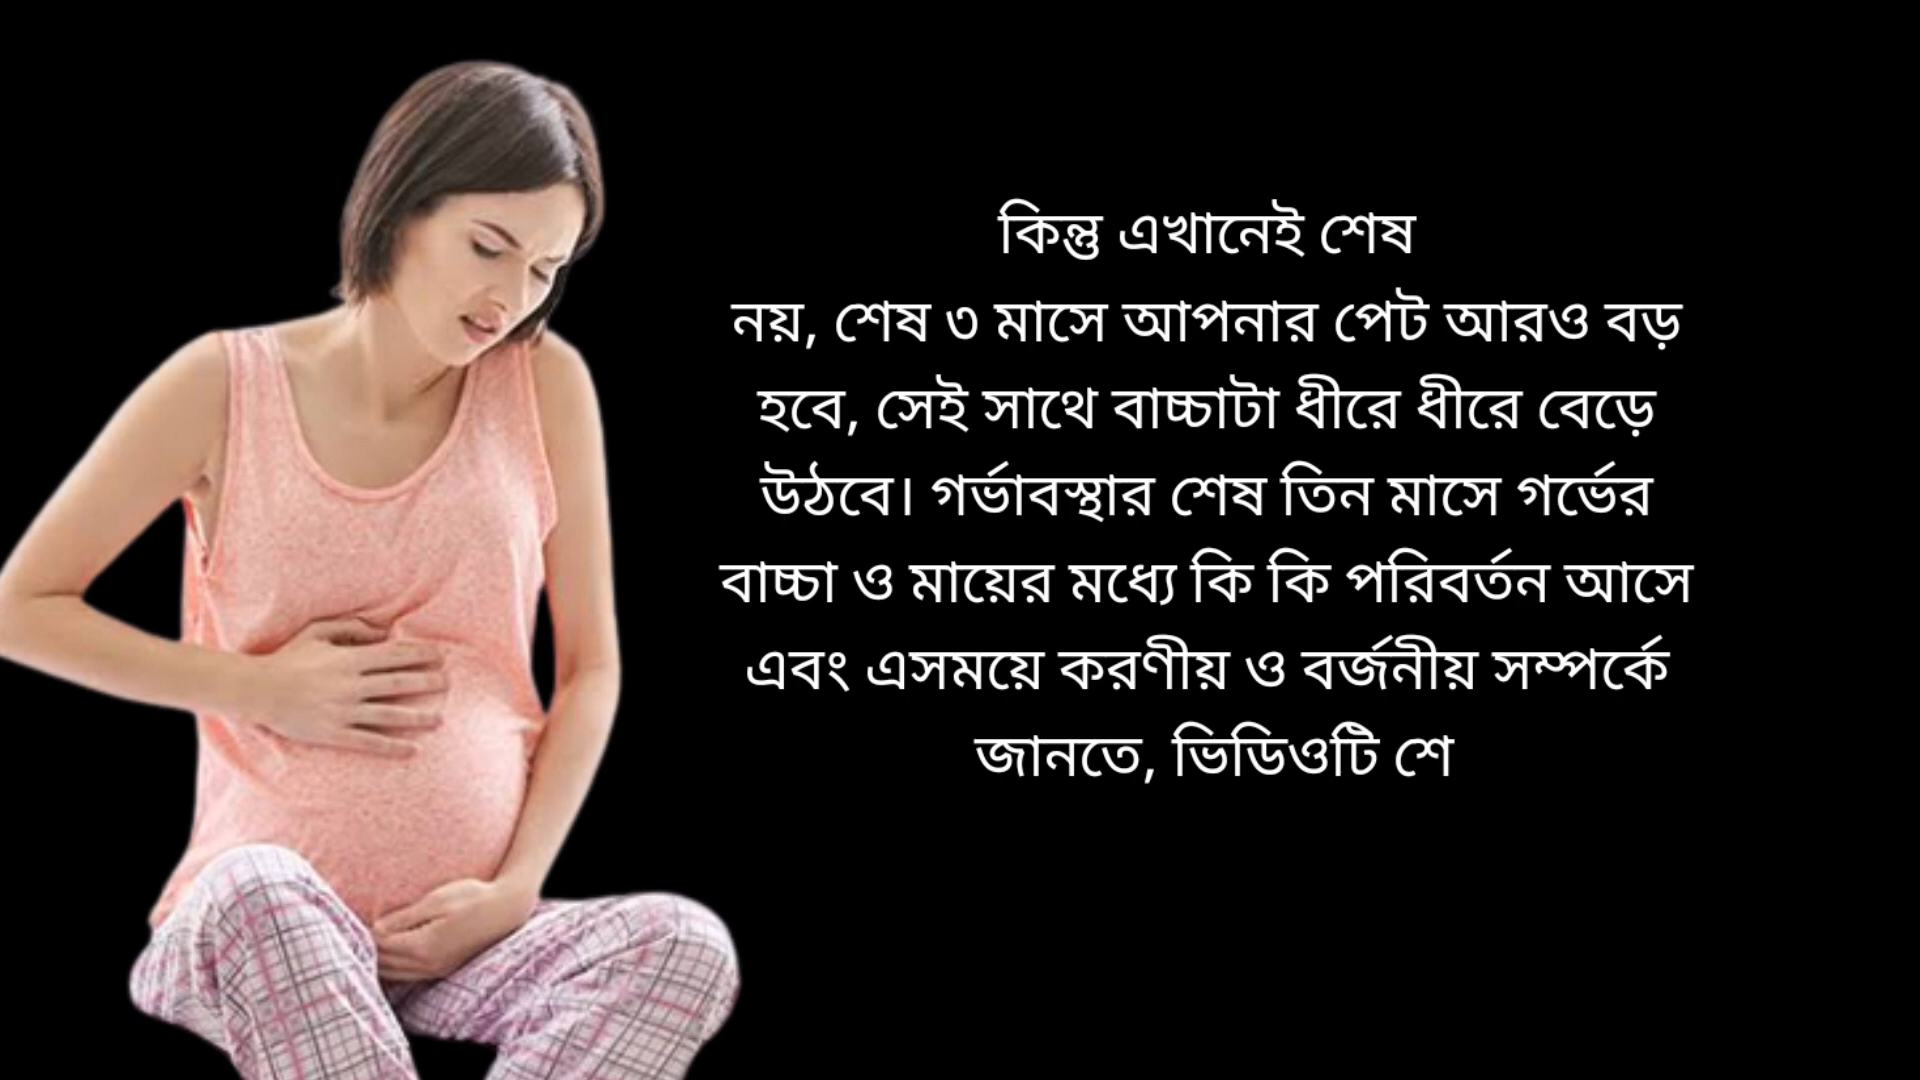 কিন্তু এখানেই শেষ
নয়, শেষ ৩ মাসে আপনার পেট আরও বড়
হবে, সেই সাথে বাচ্চাটা ধীরে ধীরে বেড়ে
উঠবে। গর্ভাবস্থার শেষ তিন মাসে গর্ভের
বাচ্চা ও মায়ের মধ্যে কি কি পরিবর্তন আসে
এবং এসময়ে করণীয় ও বর্জনীয় সম্পর্কে
জানতে, ভিডিওটি শে